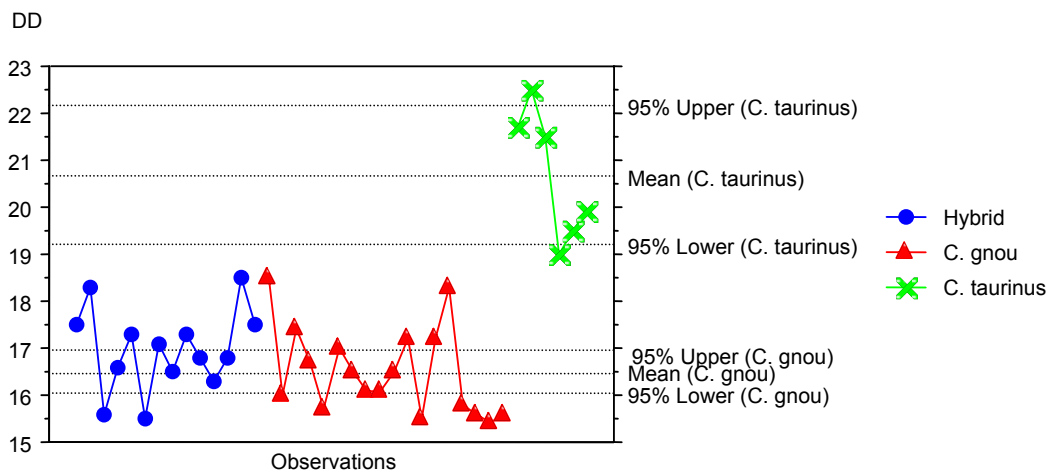 DD
23
22
21
20
19
18
17
16
15
95% Upper (C. taurinus)
Mean (C. taurinus)
95% Lower (C. taurinus)
95% Upper (C. gnou)
Mean (C. gnou)
95% Lower (C. gnou)
Observations
Hybrid
C. gnou
C. taurinus